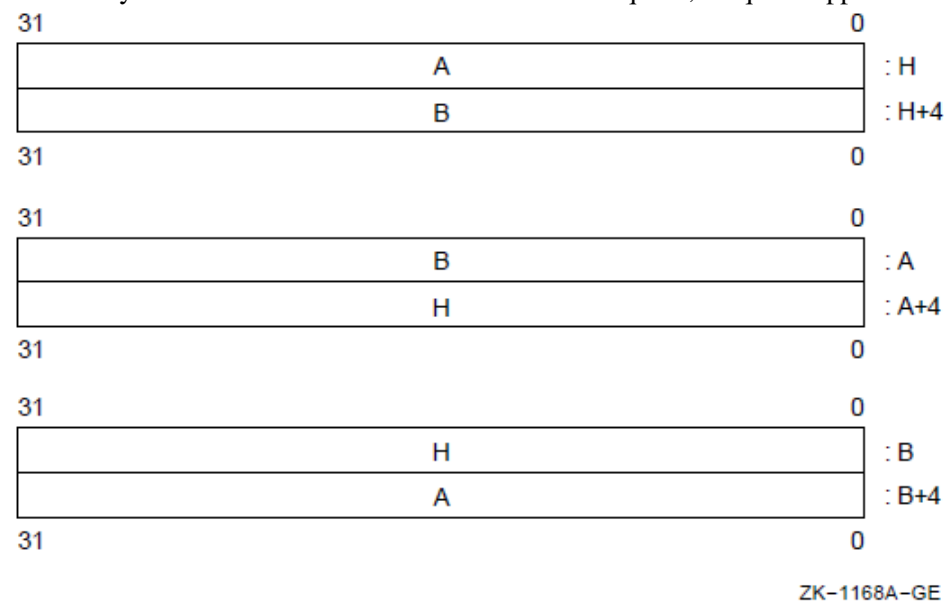 31 0
A : H
B : H+4
31 0
31 0
B : A
H : A+4
31 0
31 0
H : B
A : B+4
31 0
ZK-1168A-GE